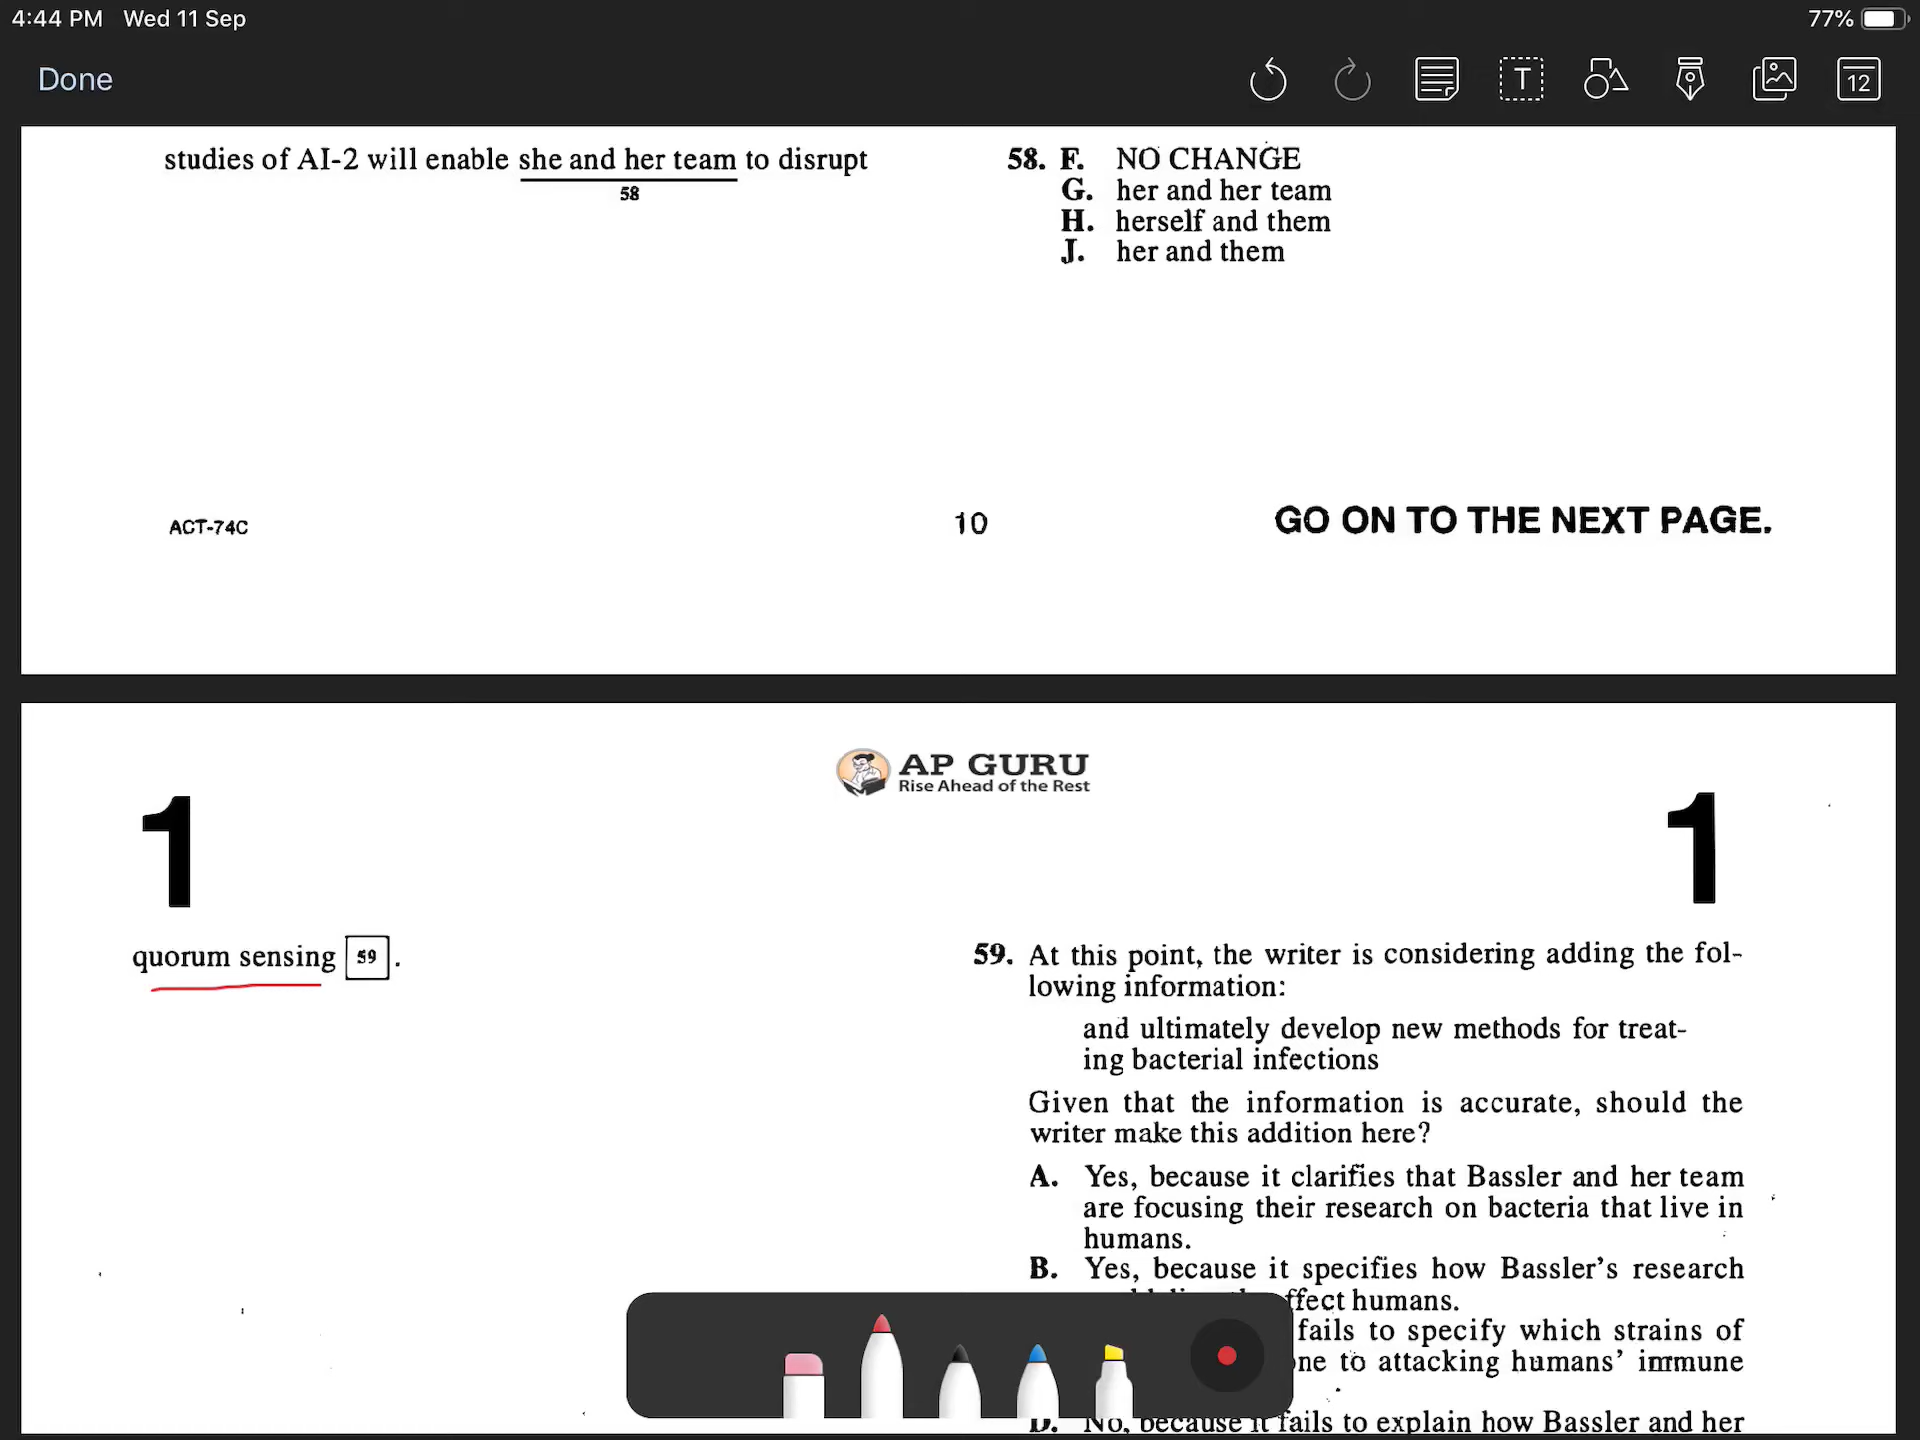 4:44 PM Wed 11 Sep
77%
Done
T
12
studies of AI-2 will enable she and her team to disrupt
58
58. F. NO CHANGE
G. her and her team
H. herself and them
J. her and them
ACT-74C
10
GO ON TO THE NEXT PAGE.
AP GURU
Rise Ahead of the Rest
1
1
quorum sensing 59 .
59. At this point, the writer is considering adding the fol-
lowing information:
and ultimately develop new methods for treat-
ing bacterial infections
Given that the information is accurate, should the
writer make this addition here?
A. Yes, because it clarifies that Bassler and her team
are focusing their research on bacteria that live in
humans.
B. Yes, because it specifies how Bassler's research
humans.
fails to specify which strains of
to attacking humans' immune
D. No, because it fails to explain how Bassler and her